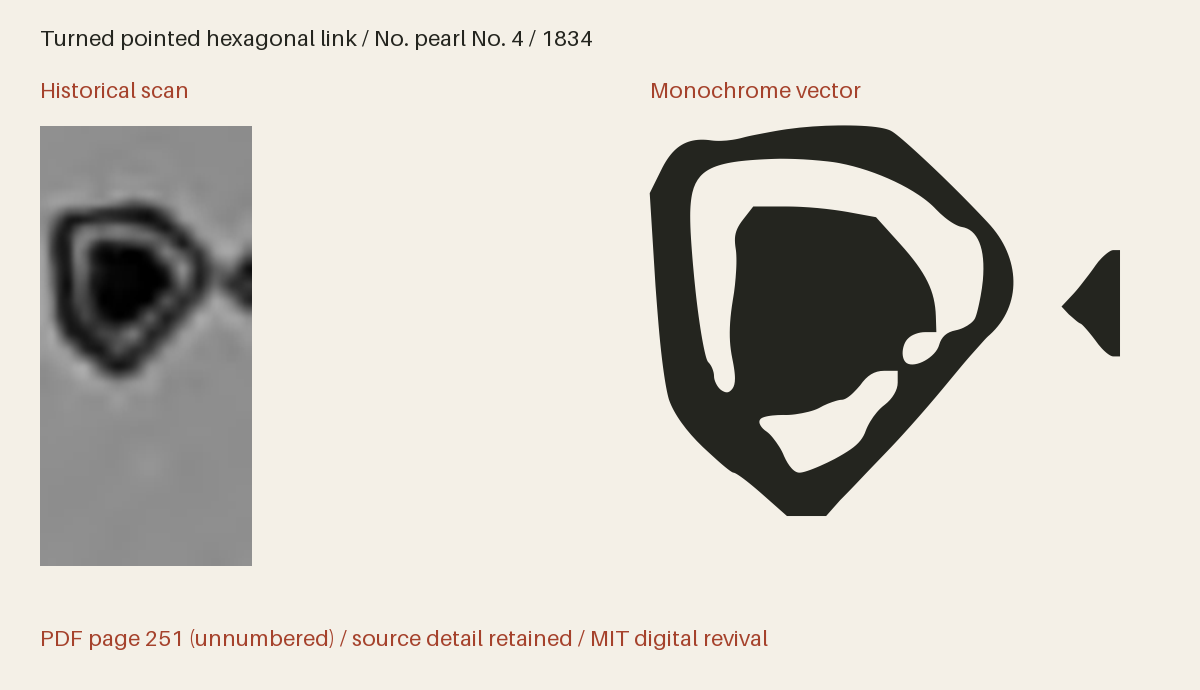 Turned pointed hexagonal link / No. pearl No. 4 / 1834
Historical scan
Monochrome vector
PDF page 251 (unnumbered) / source detail retained / MIT digital revival